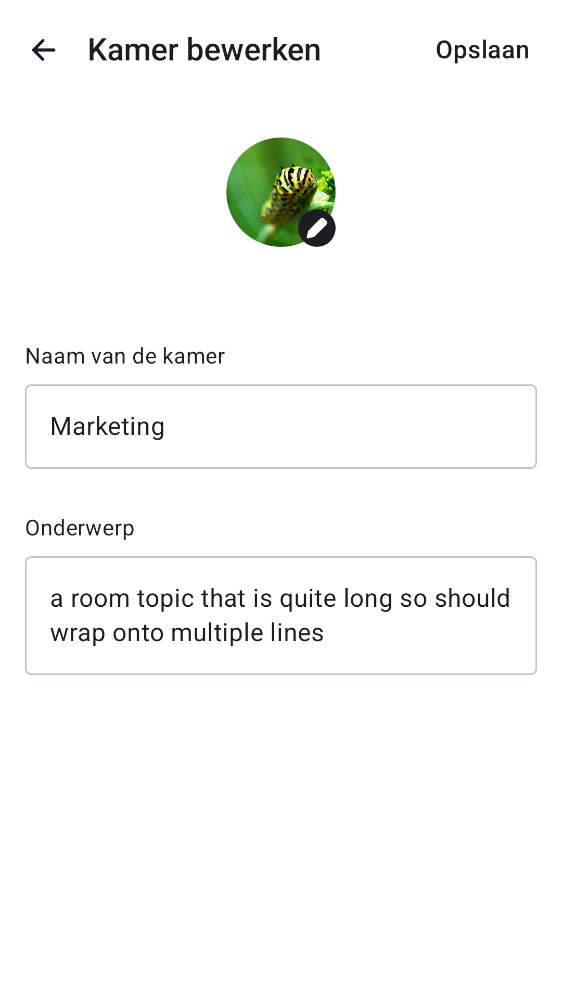 Kamer bewerken
Opslaan
Naam van de kamer
Marketing
Onderwerp
a room topic that is quite long so should
wrap onto multiple lines